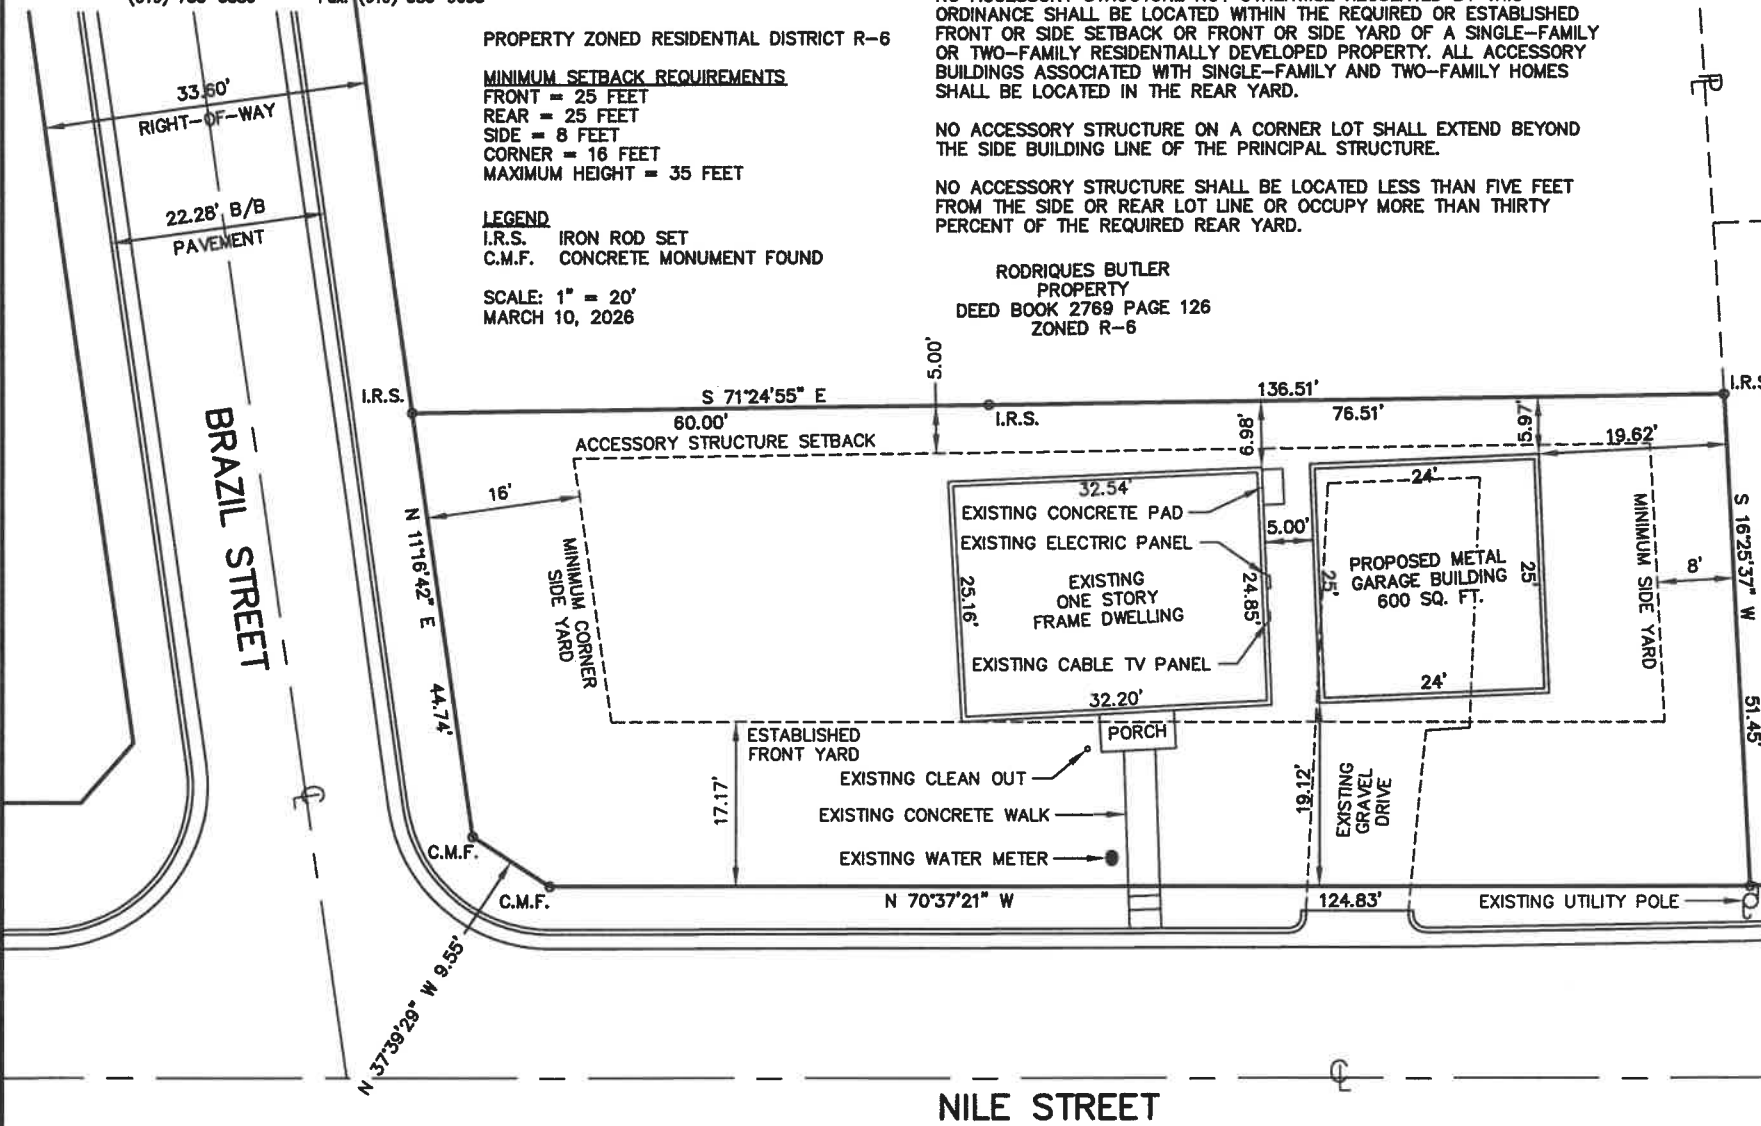 PROPERTY ZONED RESIDENTIAL DISTRICT R-6
MINIMUM SETBACK REQUIREMENTS
FRONT = 25 FEET
REAR = 25 FEET
SIDE = 8 FEET
CORNER = 16 FEET
MAXIMUM HEIGHT = 35 FEET
LEGEND
I.R.S. IRON ROD SET
C.M.F. CONCRETE MONUMENT FOUND
SCALE: 1" = 20'
MARCH 10, 2026
ORDINANCE SHALL BE LOCATED WITHIN THE REQUIRED OR ESTABLISHED
FRONT OR SIDE SETBACK OR FRONT OR SIDE YARD OF A SINGLE-FAMILY
OR TWO-FAMILY RESIDENTIALLY DEVELOPED PROPERTY. ALL ACCESSORY
BUILDINGS ASSOCIATED WITH SINGLE-FAMILY AND TWO-FAMILY HOMES
SHALL BE LOCATED IN THE REAR YARD.
NO ACCESSORY STRUCTURE ON A CORNER LOT SHALL EXTEND BEYOND
THE SIDE BUILDING LINE OF THE PRINCIPAL STRUCTURE.
NO ACCESSORY STRUCTURE SHALL BE LOCATED LESS THAN FIVE FEET
FROM THE SIDE OR REAR LOT LINE OR OCCUPY MORE THAN THIRTY
PERCENT OF THE REQUIRED REAR YARD.
RODRIQUES BUTLER
PROPERTY
DEED BOOK 2769 PAGE 126
ZONED R-6
33.60'
RIGHT-OF-WAY
22.28' B/B
PAVEMENT
BRAZIL STREET
I.R.S.
S 71°24'55" E
136.51'
60.00'
I.R.S.
76.51'
I.R.S
5.00'
ACCESSORY STRUCTURE SETBACK
6.98'
5.97'
19.62'
16'
N 11°16'42" E
44.74'
MINIMUM CORNER
SIDE YARD
32.54'
EXISTING CONCRETE PAD
EXISTING ELECTRIC PANEL
EXISTING
ONE STORY
FRAME DWELLING
EXISTING CABLE TV PANEL
25.16'
24.85'
32.20'
5.00'
24'
PROPOSED METAL
GARAGE BUILDING
600 SQ. FT.
25'
25'
24'
MINIMUM SIDE YARD
8'
S 16°25'37" W
51.45'
ESTABLISHED
FRONT YARD
PORCH
17.17'
EXISTING CLEAN OUT
EXISTING CONCRETE WALK
EXISTING WATER METER
19.12'
EXISTING
GRAVEL
DRIVE
C.M.F.
C.M.F.
N 37°39'29" W 9.55'
N 70°37'21" W
124.83'
EXISTING UTILITY POLE
NILE STREET